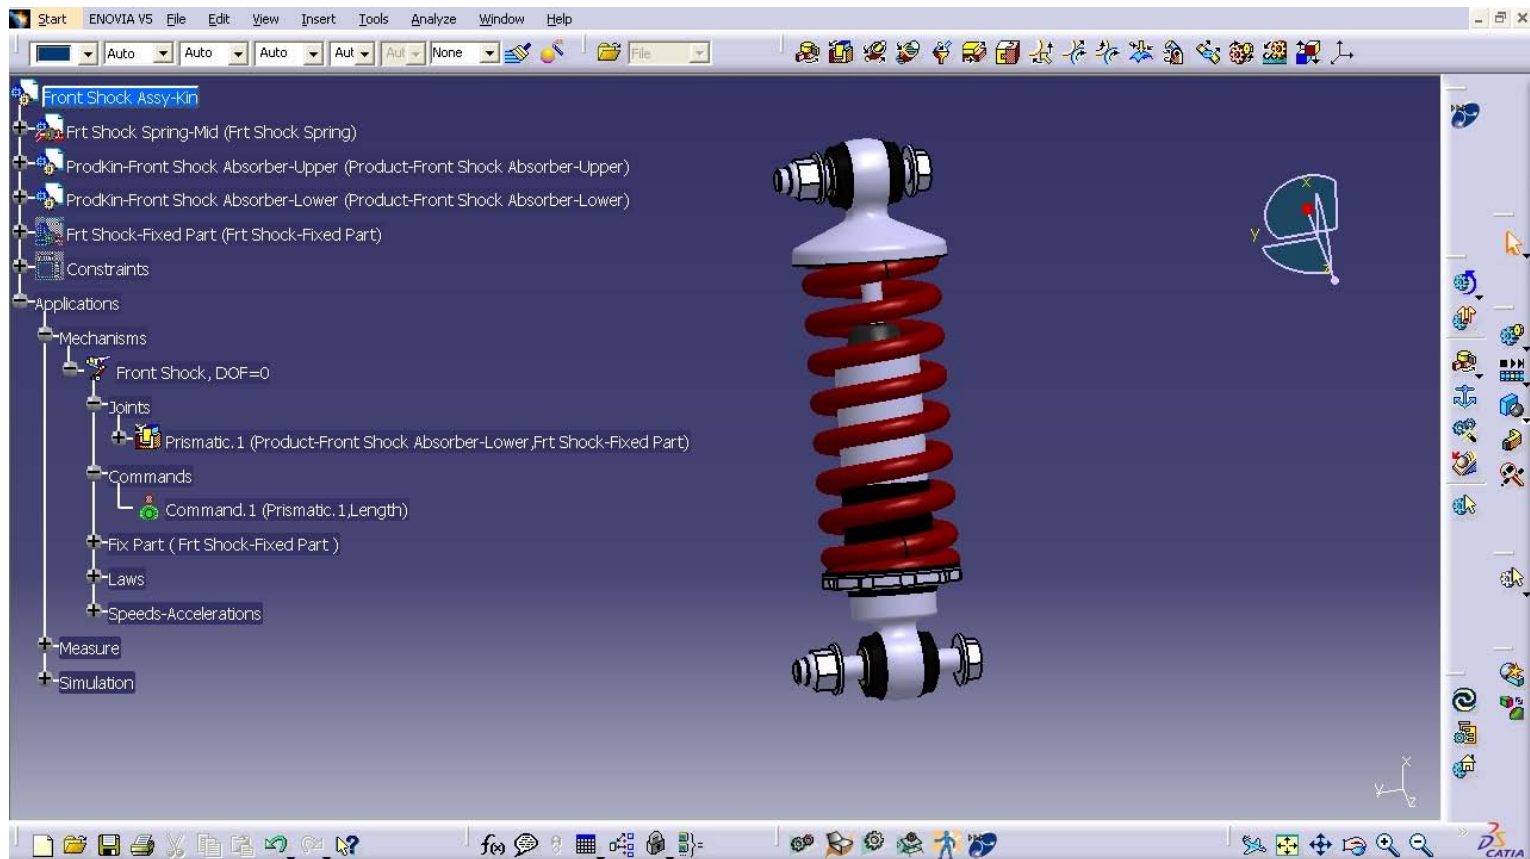 Start ENOVIA V5 File Edit View Insert Tools Analyze Window Help
Auto Auto Auto Aut Aut None File
Front Shock Assy-Kin
Frt Shock Spring-Mid (Frt Shock Spring)
ProdKin-Front Shock Absorber-Upper (Product-Front Shock Absorber-Upper)
ProdKin-Front Shock Absorber-Lower (Product-Front Shock Absorber-Lower)
Frt Shock-Fixed Part (Frt Shock-Fixed Part)
Constraints
Applications
Mechanisms
Front Shock, DOF=0
Joints
Prismatic.1 (Product-Front Shock Absorber-Lower,Frt Shock-Fixed Part)
Commands
Command.1 (Prismatic.1,Length)
Fix Part ( Frt Shock-Fixed Part )
Laws
Speeds-Accelerations
Measure
Simulation
x
y
z
x
y
z
f(x)
CATIA